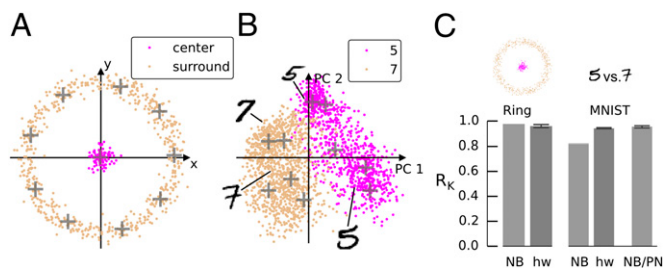 A
center
surround
y
x
B
5
7
5
PC 2
7
7
5
PC 1
C
5 vs.7
Ring
MNIST
R_K
1.0
0.8
0.6
0.4
0.2
0.0
NB hw NB hw NB/PN